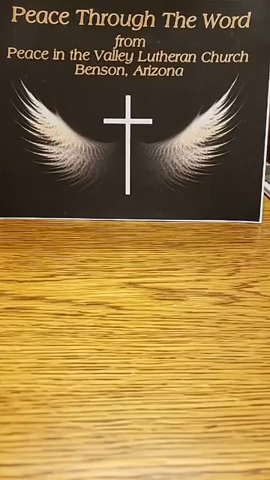 Peace Through The Word
from
Peace in the Valley Lutheran Church
Benson, Arizona